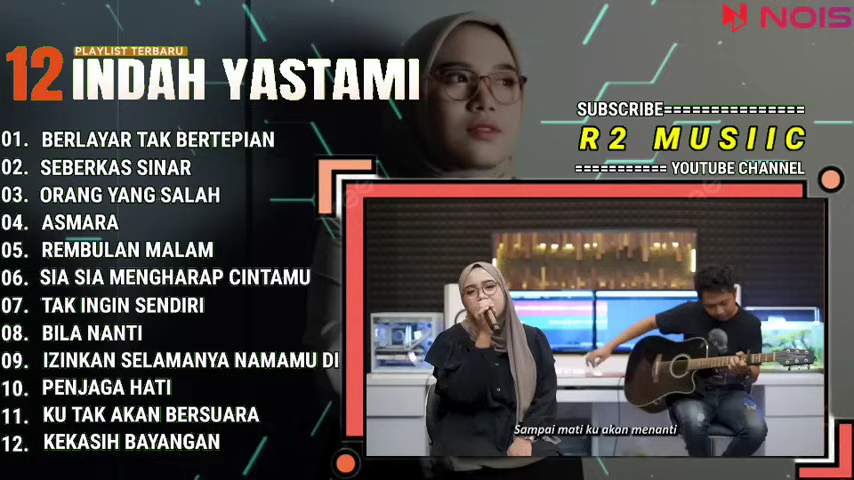 NOIS
12
PLAYLIST TERBARU
INDAH YASTAMI
SUBSCRIBE===============
R2 MUSIIC
=========== YOUTUBE CHANNEL
01. BERLAYAR TAK BERTEPIAN
02. SEBERKAS SINAR
03. ORANG YANG SALAH
04. ASMARA
05. REMBULAN MALAM
06. SIA SIA MENGHARAP CINTAMU
07. TAK INGIN SENDIRI
08. BILA NANTI
09. IZINKAN SELAMANYA NAMAMU DI
10. PENJAGA HATI
11. KU TAK AKAN BERSUARA
12. KEKASIH BAYANGAN
Sampai mati ku akan menanti